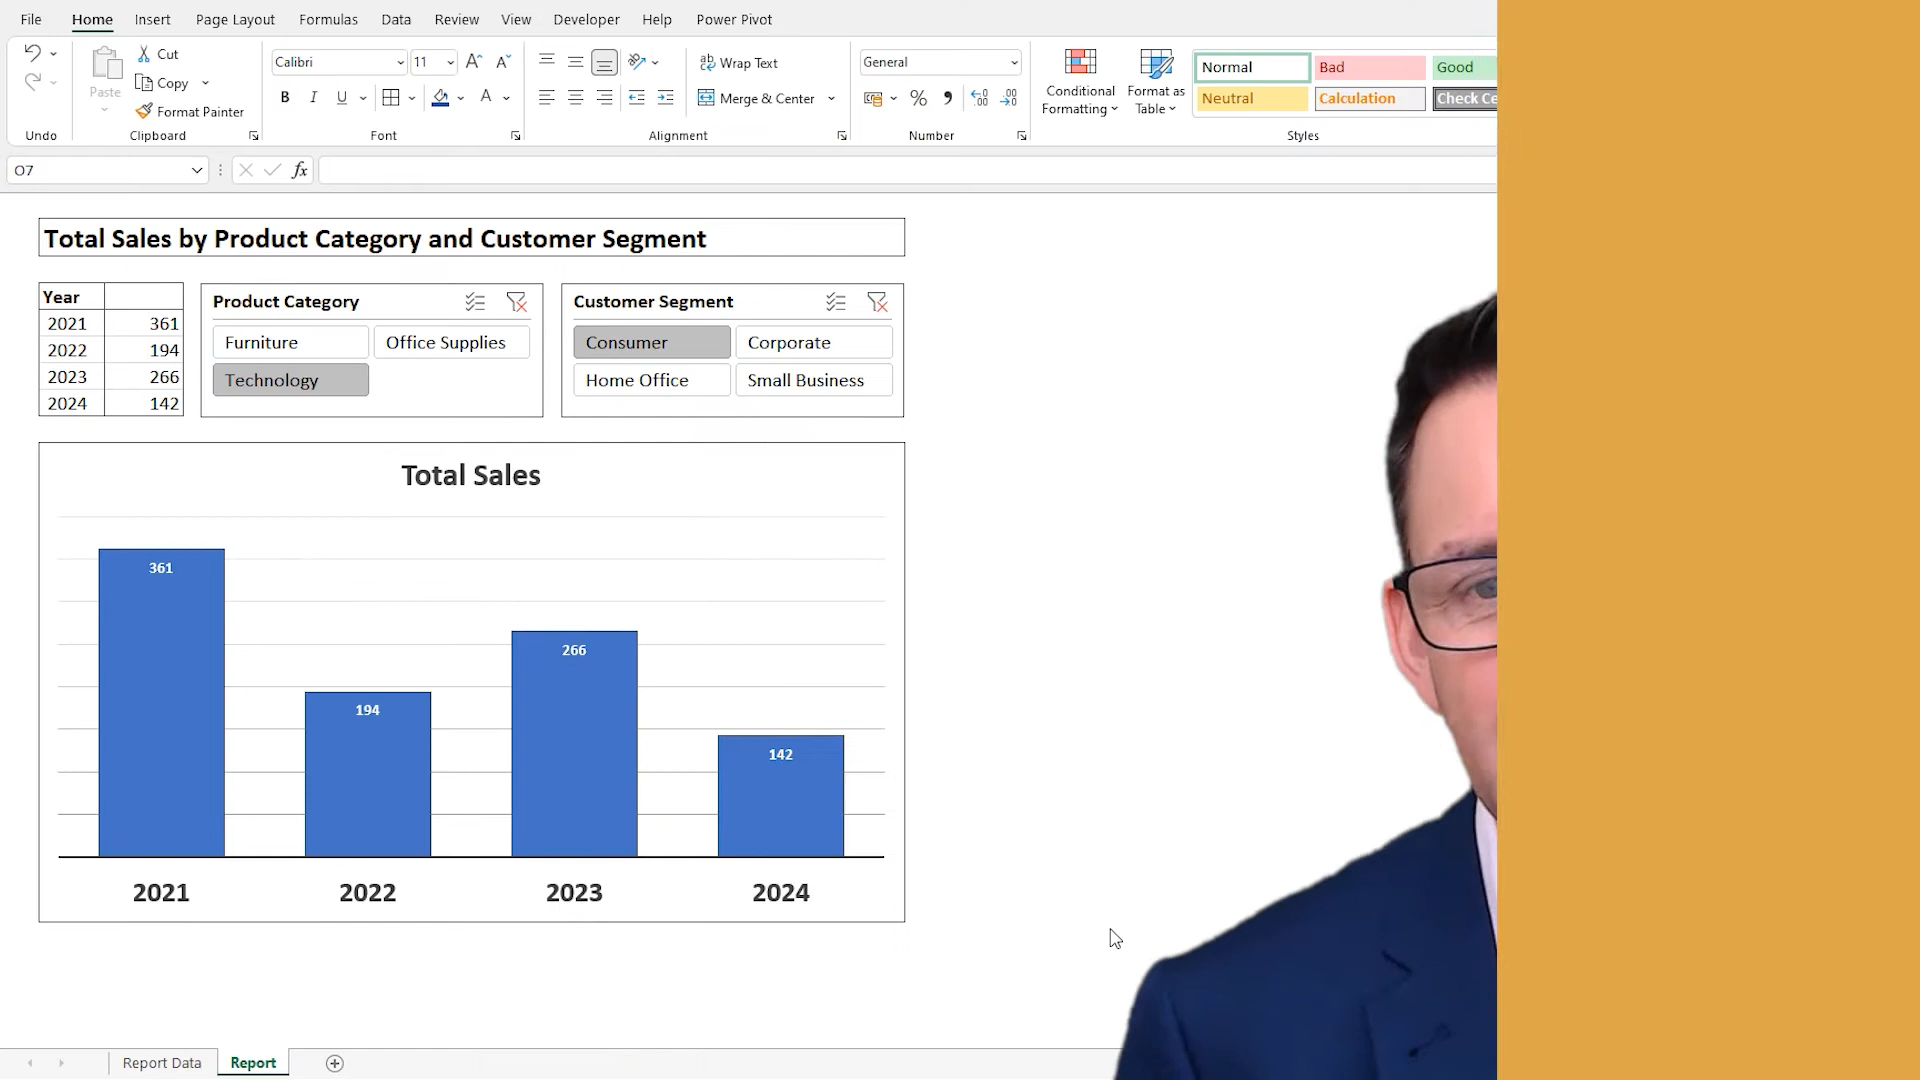 File Home Insert Page Layout Formulas Data Review View Developer Help Power Pivot
Cut
Copy
Format Painter
Paste
Undo
Clipboard
Calibri 11
B I U A
Font
Wrap Text
Merge & Center
Alignment
General
%
Number
Conditional Formatting
Format as Table
Normal Bad Good
Neutral Calculation Check Ce
Styles
O7 fx
Total Sales by Product Category and Customer Segment
Year
2021 361
2022 194
2023 266
2024 142
Product Category
Furniture Office Supplies
Technology
Customer Segment
Consumer Corporate
Home Office Small Business
Total Sales
361
194
266
142
2021 2022 2023 2024
Report Data Report